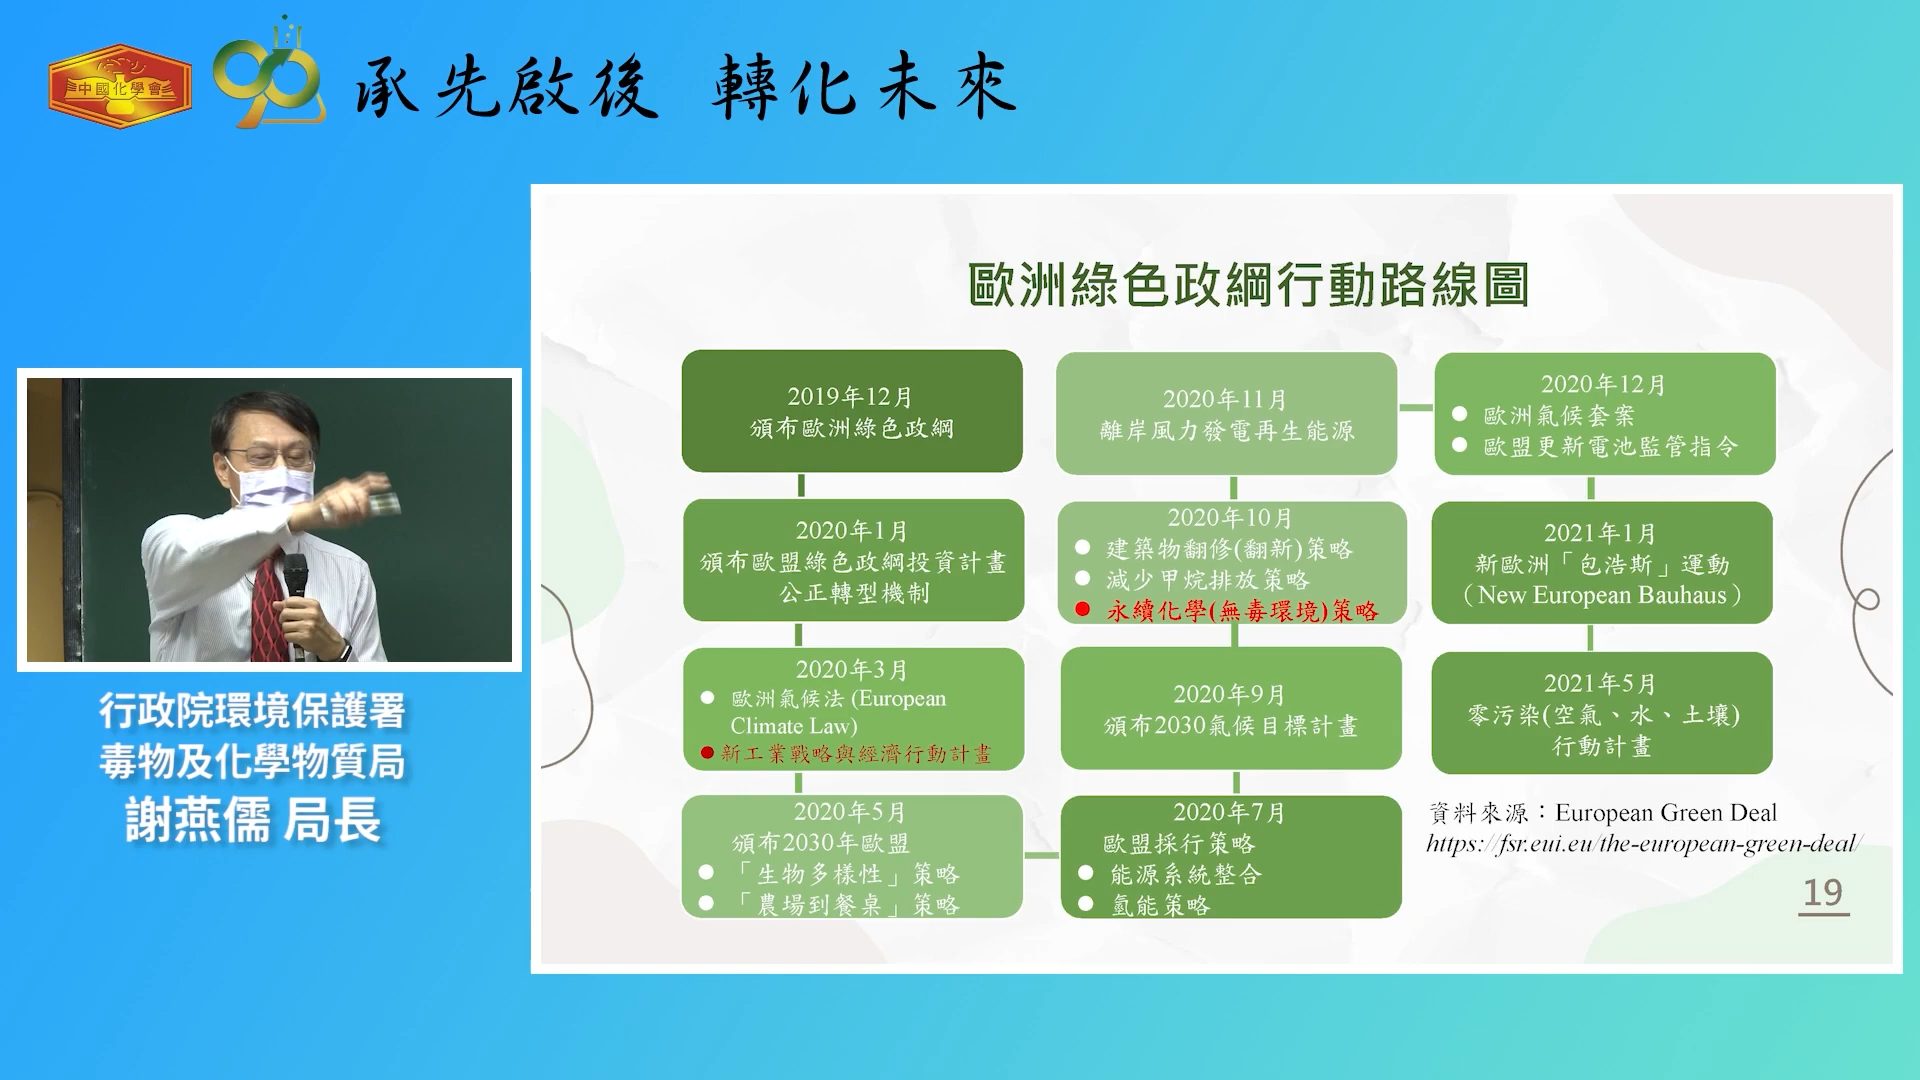 中國化學會
90
承先啟後 轉化未來
歐洲綠色政綱行動路線圖
2019年12月
頒布歐洲綠色政綱
2020年1月
頒布歐盟綠色政綱投資計畫
公正轉型機制
2020年3月
● 歐洲氣候法 (European
Climate Law)
● 新工業戰略與經濟行動計畫
2020年5月
頒布2030年歐盟
● 「生物多樣性」策略
● 「農場到餐桌」策略
2020年7月
歐盟採行策略
● 能源系統整合
● 氫能策略
2020年9月
頒布2030氣候目標計畫
2020年10月
● 建築物翻修(翻新)策略
● 減少甲烷排放策略
● 永續化學(無毒環境)策略
2020年11月
離岸風力發電再生能源
2020年12月
● 歐洲氣候套案
● 歐盟更新電池監管指令
2021年1月
新歐洲「包浩斯」運動
（New European Bauhaus）
2021年5月
零污染(空氣、水、土壤)
行動計畫
資料來源：European Green Deal
https://fsr.eui.eu/the-european-green-deal/
19
行政院環境保護署
毒物及化學物質局
謝燕儒 局長